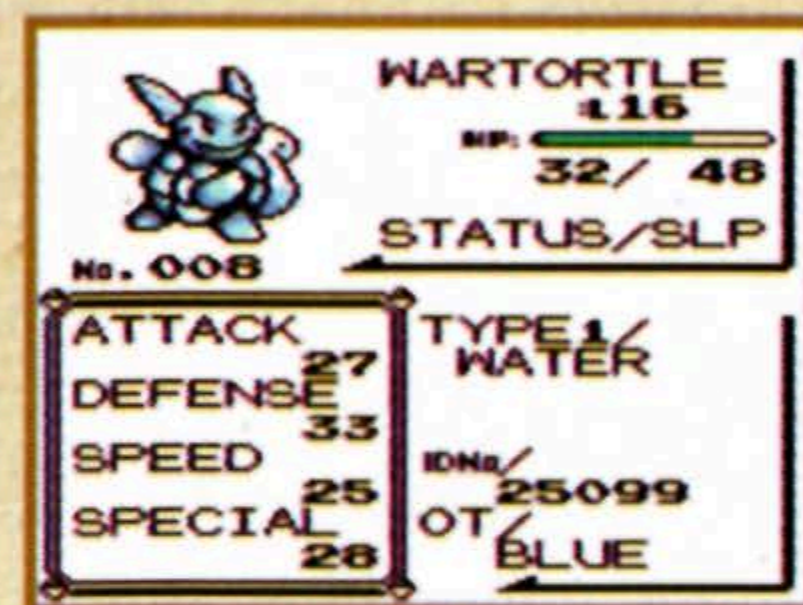 WARTORTLE
:L16
HP:
32/ 48
STATUS/SLP
No.008
ATTACK
27
DEFENSE
33
SPEED
25
SPECIAL
28
TYPE1/
WATER
IDNo/
25099
OT/
BLUE